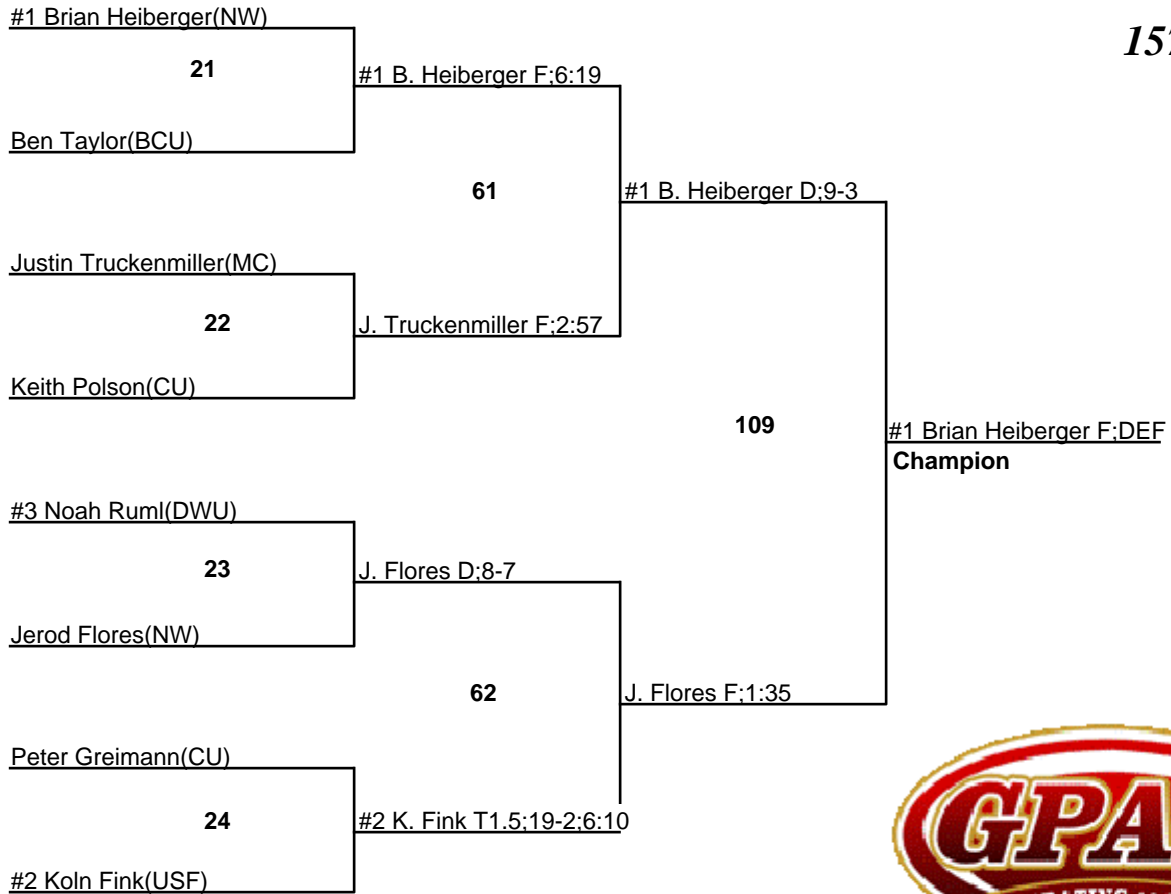 #1 Brian Heiberger(NW)
21
#1 B. Heiberger F;6:19
Ben Taylor(BCU)
61
#1 B. Heiberger D;9-3
Justin Truckenmiller(MC)
22
J. Truckenmiller F;2:57
Keith Polson(CU)
109
#1 Brian Heiberger F;DEF
Champion
#3 Noah Ruml(DWU)
23
J. Flores D;8-7
Jerod Flores(NW)
62
J. Flores F;1:35
Peter Greimann(CU)
24
#2 K. Fink T1.5;19-2;6:10
#2 Koln Fink(USF)
GPA